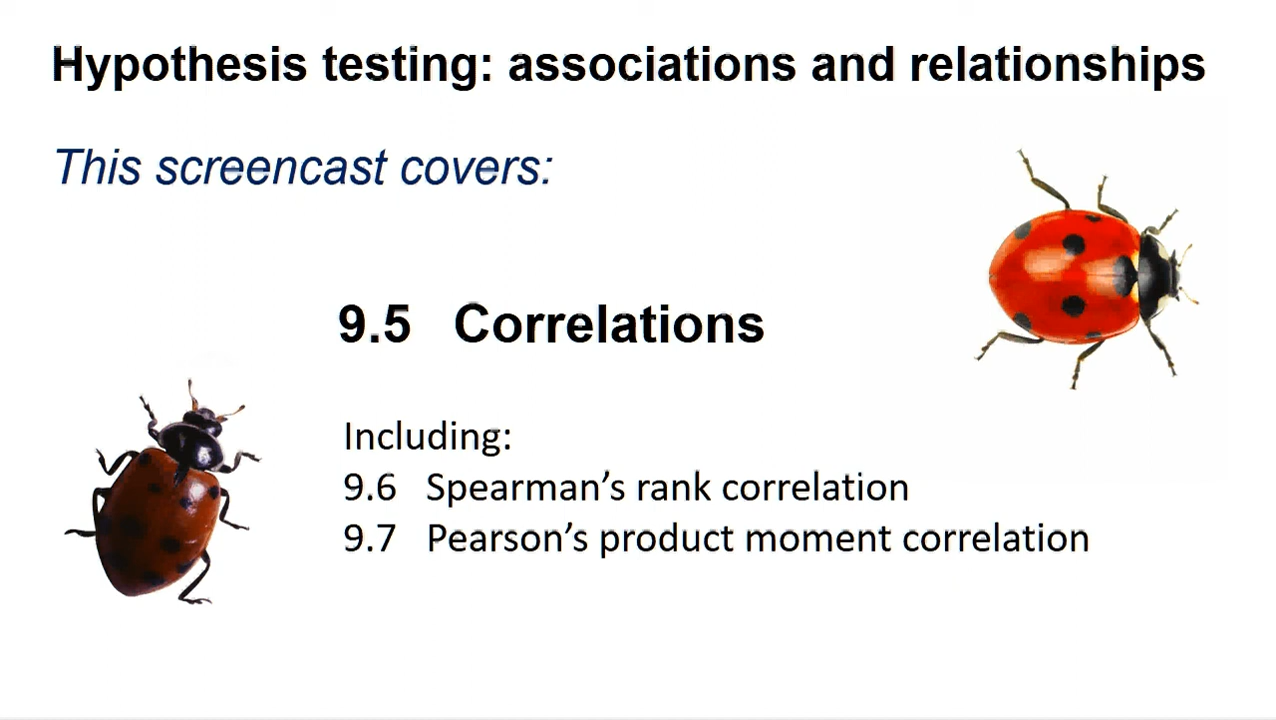 Hypothesis testing: associations and relationships
This screencast covers:
9.5 Correlations
Including:
9.6 Spearman’s rank correlation
9.7 Pearson’s product moment correlation